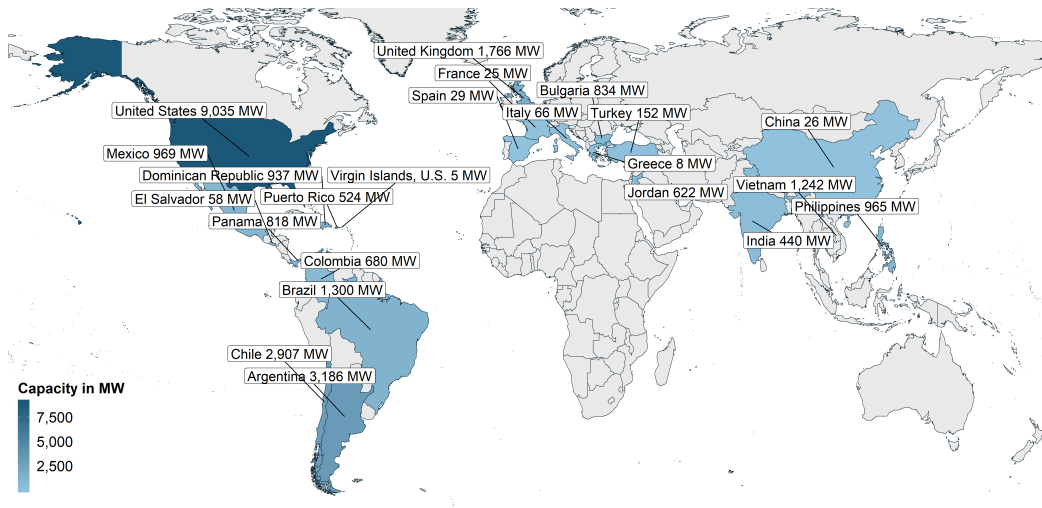 United Kingdom 1,766 MW
France 25 MW
Bulgaria 834 MW
Spain 29 MW
Italy 66 MW
Turkey 152 MW
United States 9,035 MW
China 26 MW
Mexico 969 MW
Greece 8 MW
Dominican Republic 937 MW
Virgin Islands, U.S. 5 MW
Jordan 622 MW
Vietnam 1,242 MW
El Salvador 58 MW
Puerto Rico 524 MW
Philippines 965 MW
Panama 818 MW
India 440 MW
Colombia 680 MW
Brazil 1,300 MW
Chile 2,907 MW
Argentina 3,186 MW
Capacity in MW
7,500
5,000
2,500